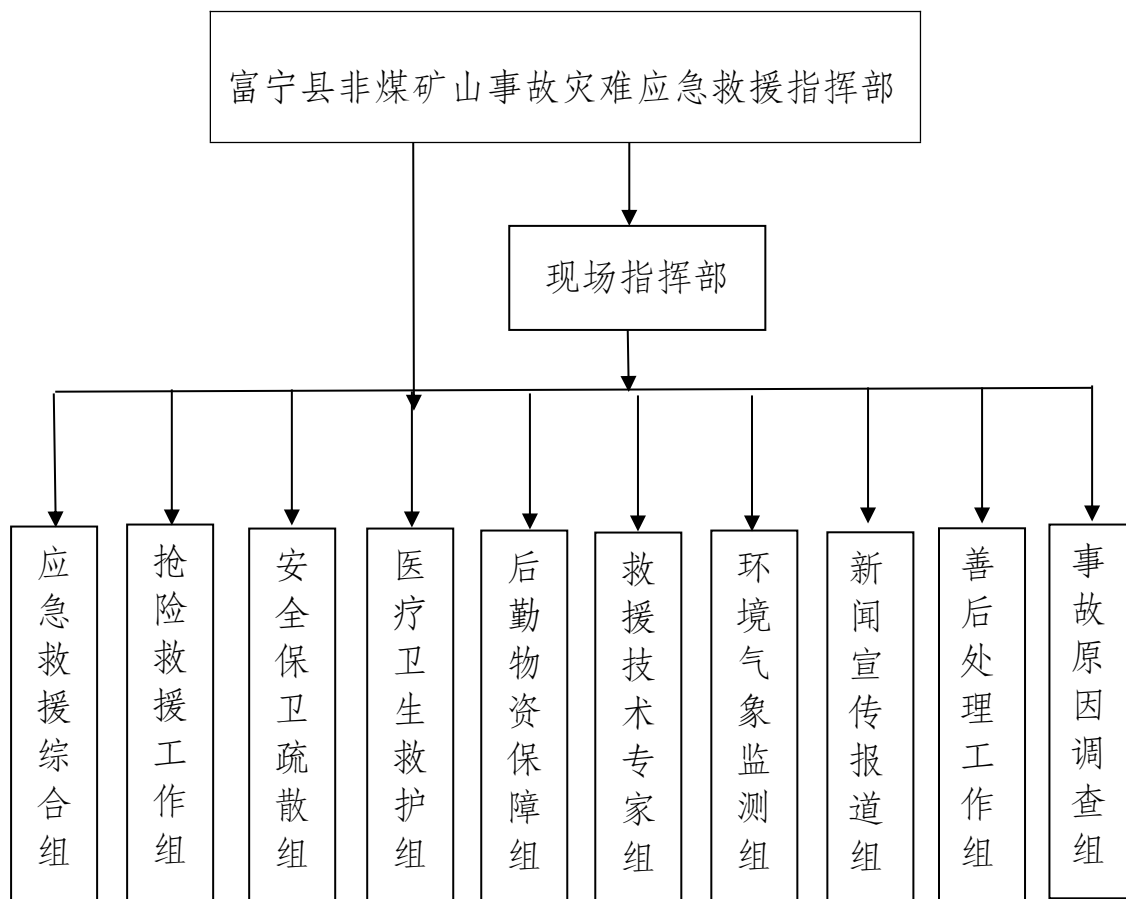 富宁县非煤矿山事故灾难应急救援指挥部
现场指挥部
应急救援综合组
抢险救援工作组
安全保卫疏散组
医疗卫生救护组
后勤物资保障组
救援技术专家组
环境气象监测组
新闻宣传报道组
善后处理工作组
事故原因调查组